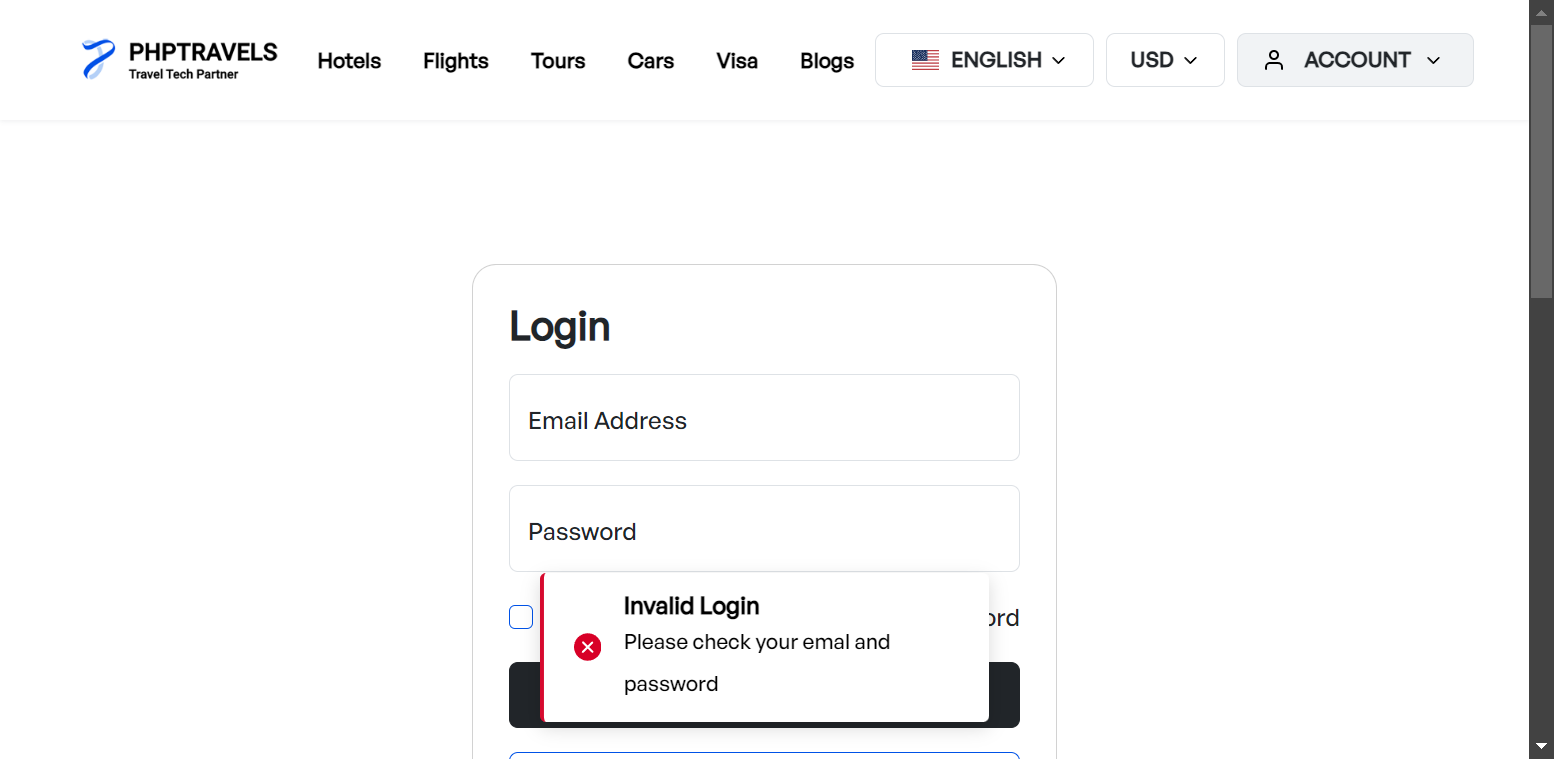 PHPTRAVELS
Travel Tech Partner
Hotels
Flights
Tours
Cars
Visa
Blogs
ENGLISH
USD
ACCOUNT
Login
Email Address
Password
Invalid Login
Please check your emal and
password